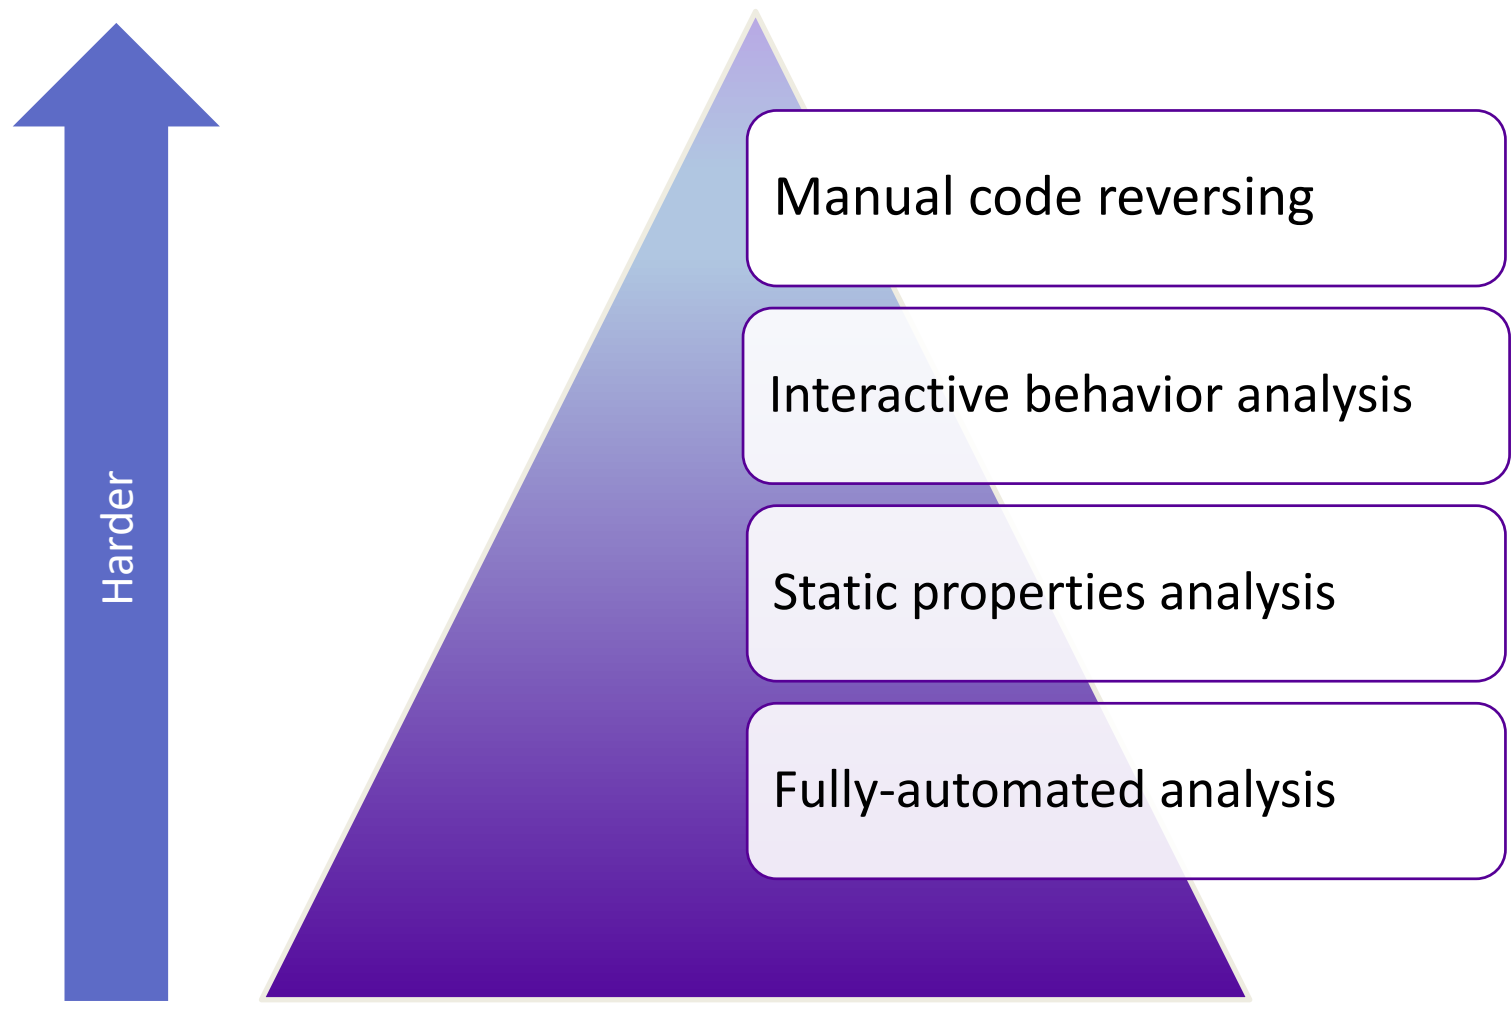 Manual code reversing
Interactive behavior analysis
Harder
Static properties analysis
Fully-automated analysis